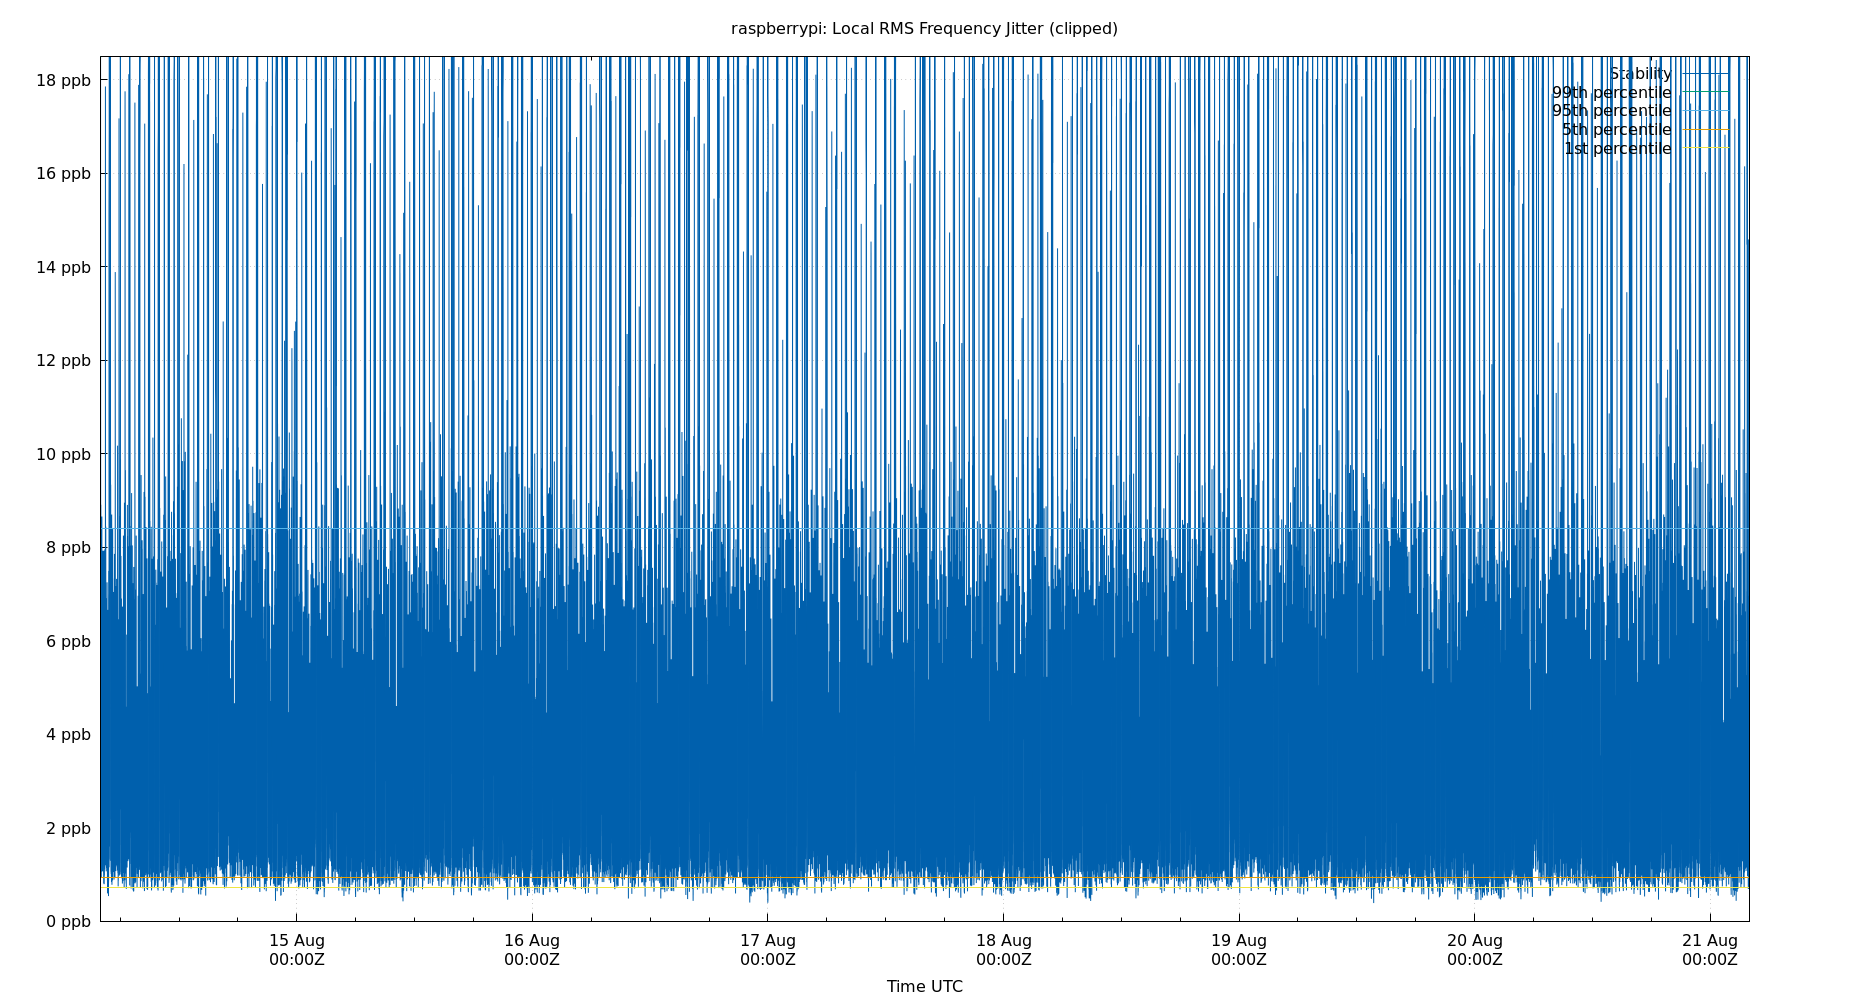 raspberrypi: Local RMS Frequency Jitter (clipped)
18 ppb
16 ppb
14 ppb
12 ppb
10 ppb
8 ppb
6 ppb
4 ppb
2 ppb
0 ppb
Stability
99th percentile
95th percentile
5th percentile
1st percentile
15 Aug 16 Aug 17 Aug 18 Aug 19 Aug 20 Aug 21 Aug
00:00Z 00:00Z 00:00Z 00:00Z 00:00Z 00:00Z 00:00Z
Time UTC